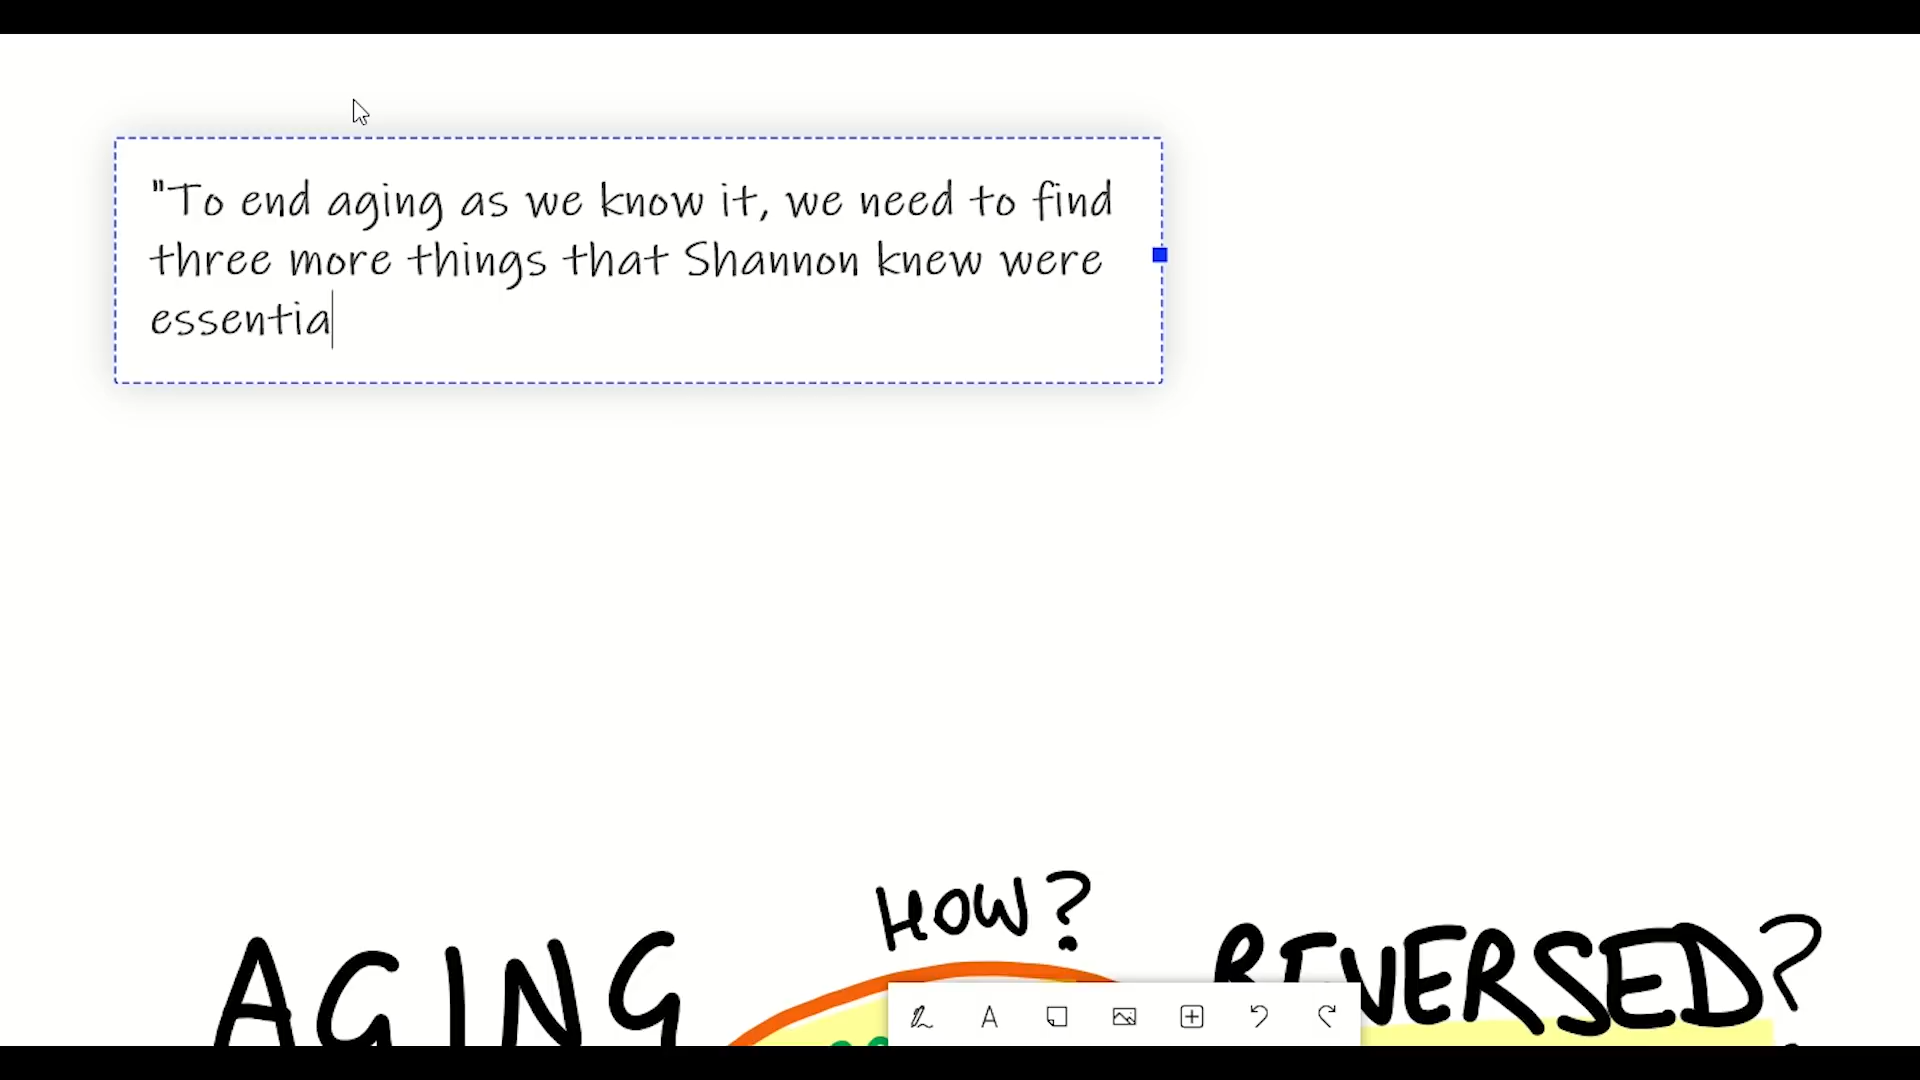 "To end aging as we know it, we need to find
three more things that Shannon knew were
essentia
HOW?
AGING
REVERSED?